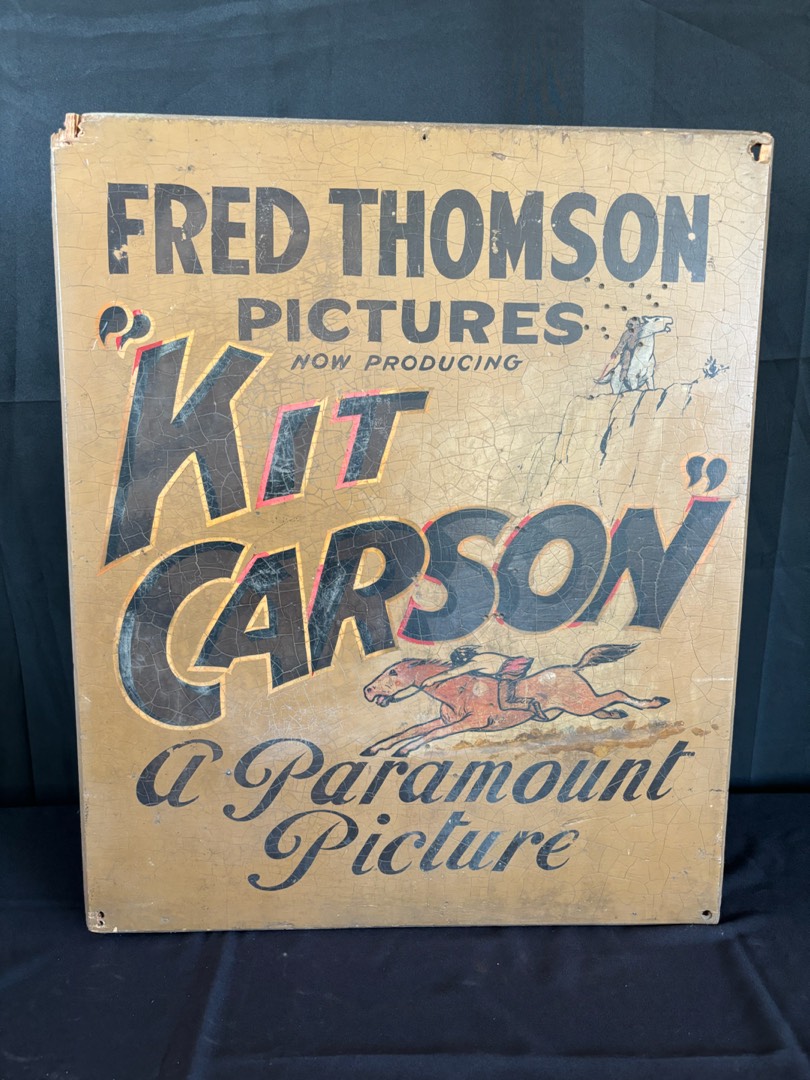 FRED THOMSON
PICTURES
NOW PRODUCING
"KIT
CARSON"
A Paramount
Picture